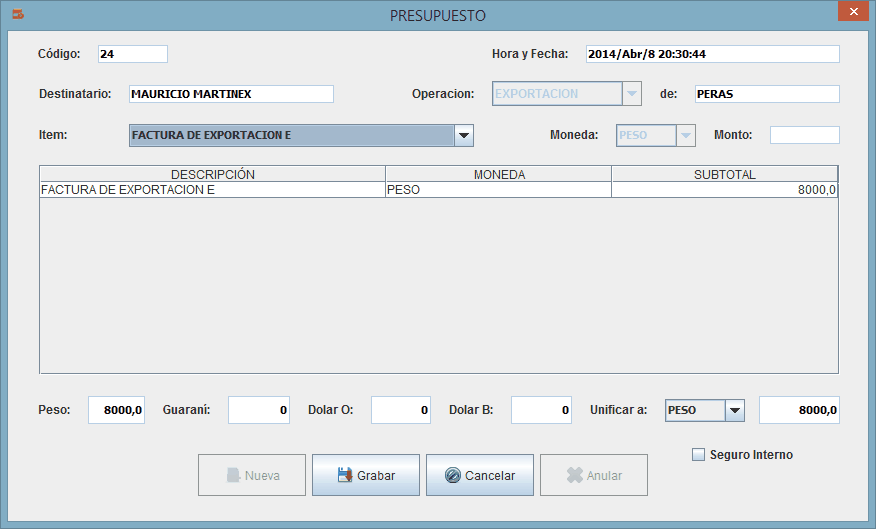 PRESUPUESTO
Código: 24 Hora y Fecha: 2014/Abr/8 20:30:44
Destinatario: MAURICIO MARTINEX Operacion: EXPORTACION de: PERAS
Item: FACTURA DE EXPORTACION E Moneda: PESO Monto:
DESCRIPCIÓN MONEDA SUBTOTAL
FACTURA DE EXPORTACION E PESO 8000,0
Peso: 8000,0 Guaraní: 0 Dolar O: 0 Dolar B: 0 Unificar a: PESO 8000,0
Seguro Interno
Nueva Grabar Cancelar Anular